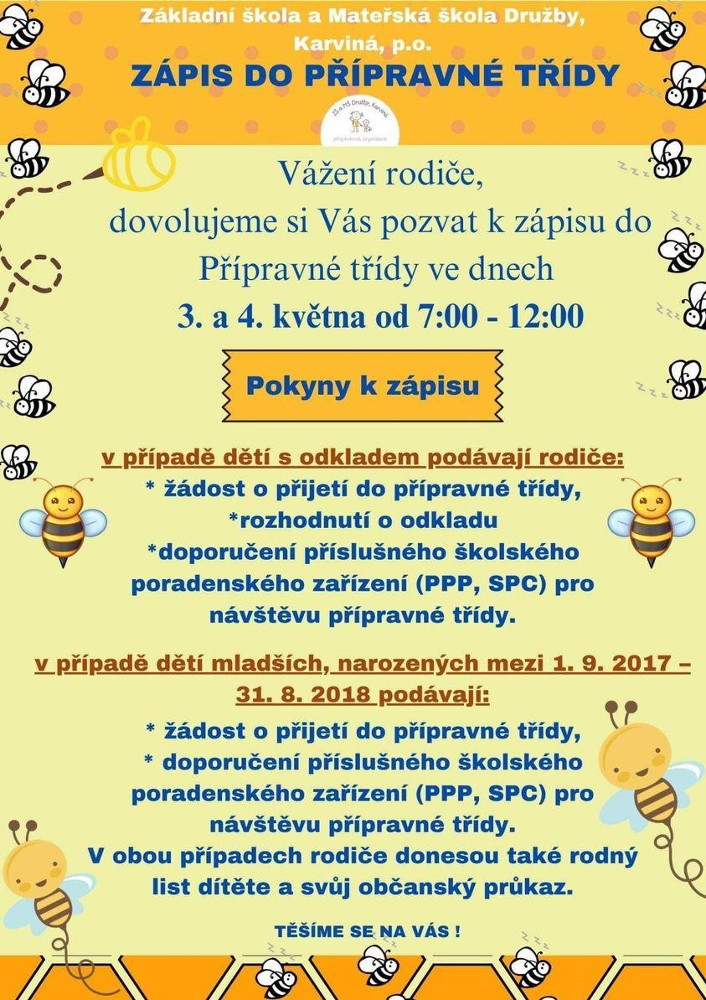 Základní škola a Mateřská škola Družby,
Karviná, p.o.
ZÁPIS DO PŘÍPRAVNÉ TŘÍDY
ZŠ a MŠ Družby, Karviná
příspěvková organizace
Vážení rodiče,
dovolujeme si Vás pozvat k zápisu do
Přípravné třídy ve dnech
3. a 4. května od 7:00 - 12:00
Pokyny k zápisu
v případě dětí s odkladem podávají rodiče:
* žádost o přijetí do přípravné třídy,
*rozhodnutí o odkladu
*doporučení příslušného školského
poradenského zařízení (PPP, SPC) pro
návštěvu přípravné třídy.
v případě dětí mladších, narozených mezi 1. 9. 2017 –
31. 8. 2018 podávají:
* žádost o přijetí do přípravné třídy,
* doporučení příslušného školského
poradenského zařízení (PPP, SPC) pro
návštěvu přípravné třídy.
V obou případech rodiče donesou také rodný
list dítěte a svůj občanský průkaz.
TĚŠÍME SE NA VÁS !